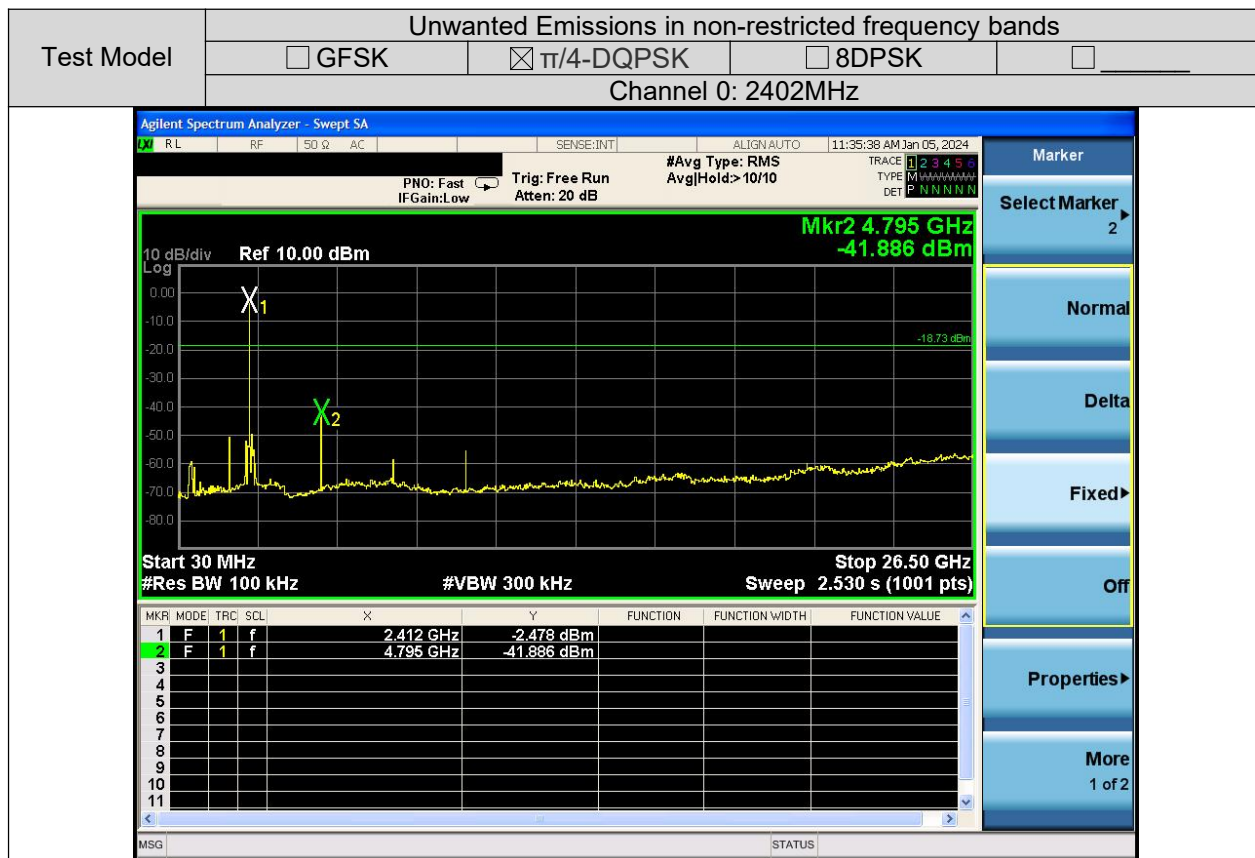 Test Model
Unwanted Emissions in non-restricted frequency bands
☐ GFSK ☒ π/4-DQPSK ☐ 8DPSK ☐ ______
Channel 0: 2402MHz
Agilent Spectrum Analyzer - Swept SA
LXI RL RF 50 Ω AC SENSE:INT ALIGN AUTO 11:35:38 AM Jan 05, 2024
PNO: Fast
IFGain:Low
Trig: Free Run
Atten: 20 dB
#Avg Type: RMS
Avg|Hold:>10/10
TRACE 1 2 3 4 5 6
TYPE M
DET P N N N N N
Mkr2 4.795 GHz
-41.886 dBm
10 dB/div Ref 10.00 dBm
Log
0.00
1
-10.0
-18.73 dBm
-20.0
-30.0
-40.0
2
-50.0
-60.0
-70.0
-80.0
Start 30 MHz Stop 26.50 GHz
#Res BW 100 kHz #VBW 300 kHz Sweep 2.530 s (1001 pts)
MKR MODE TRC SCL X Y FUNCTION FUNCTION WIDTH FUNCTION VALUE
1 F 1 f 2.412 GHz -2.478 dBm
2 F 1 f 4.795 GHz -41.886 dBm
3
4
5
6
7
8
9
10
11
MSG STATUS
Marker
Select Marker
2
Normal
Delta
Fixed
Off
Properties
More
1 of 2